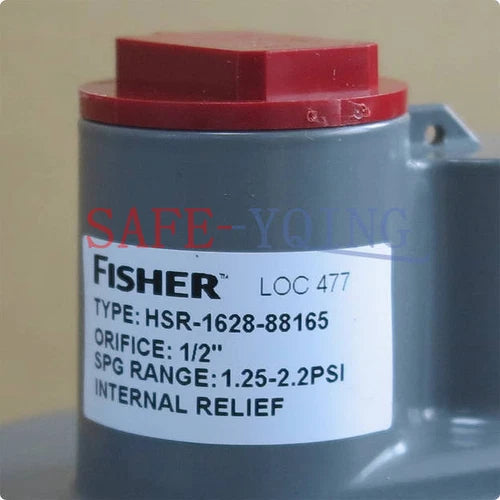 SAFE-YQING
FISHER™ LOC 477
TYPE: HSR-1628-88165
ORIFICE: 1/2"
SPG RANGE: 1.25-2.2PSI
INTERNAL RELIEF